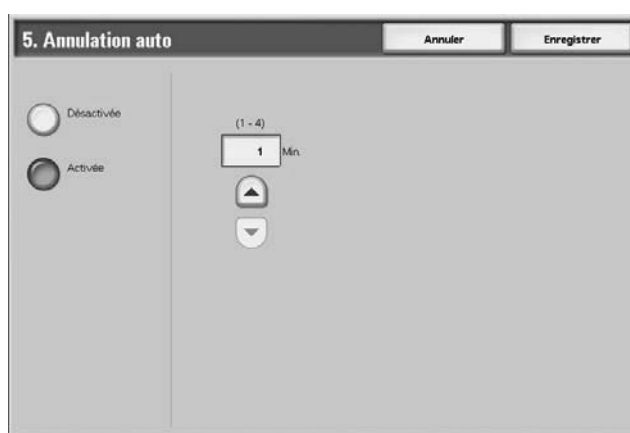 5. Annulation auto
Annuler
Enregistrer
Désactivée
Activée
(1 - 4)
1 Min.